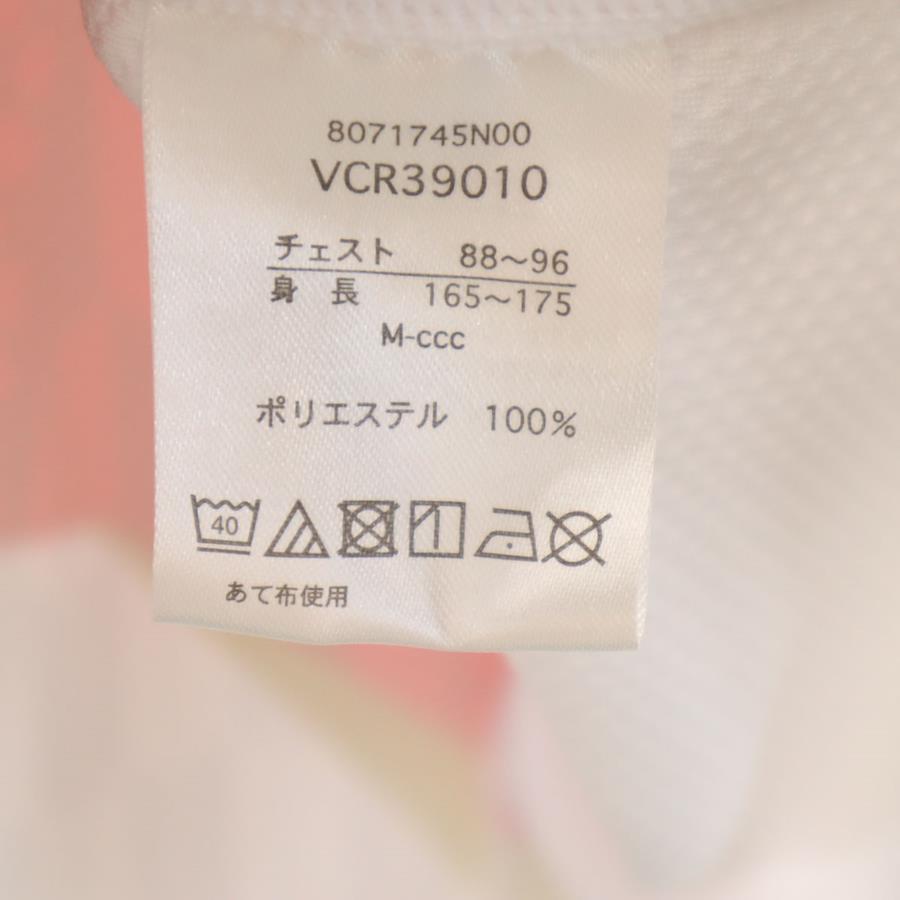 8071745N00
VCR39010
チェスト 88〜96
身 長 165〜175
M-ccc
ポリエステル 100%
40
あて布使用